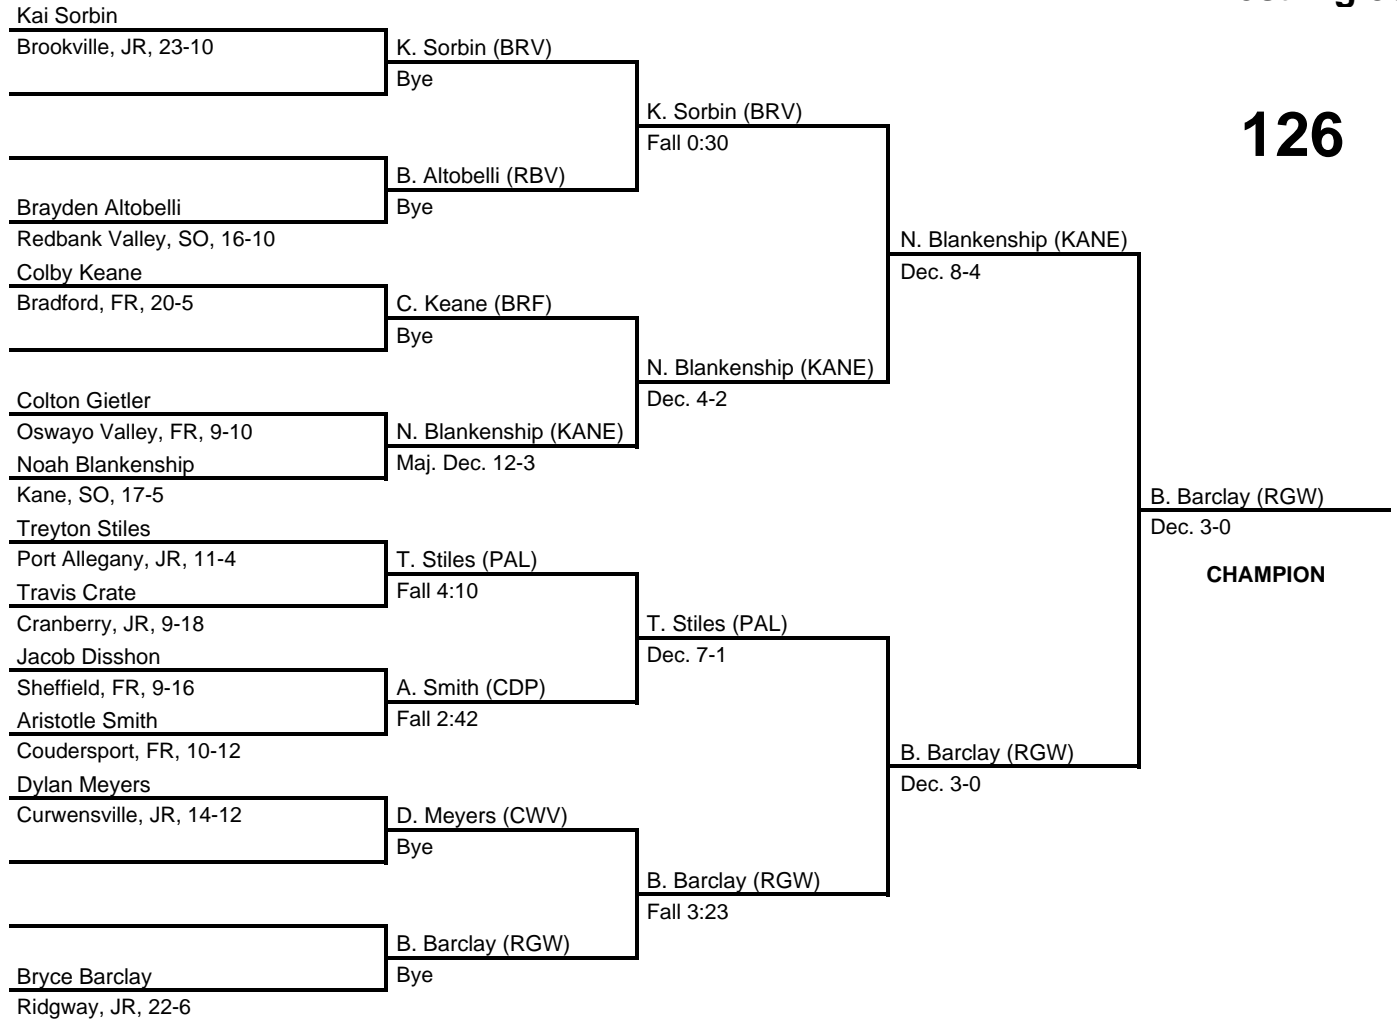 Kai Sorbin
Brookville, JR, 23-10
K. Sorbin (BRV)
Bye
K. Sorbin (BRV)
Fall 0:30
126
B. Altobelli (RBV)
Bye
Brayden Altobelli
Redbank Valley, SO, 16-10
N. Blankenship (KANE)
Dec. 8-4
Colby Keane
Bradford, FR, 20-5
C. Keane (BRF)
Bye
N. Blankenship (KANE)
Dec. 4-2
Colton Gietler
Oswayo Valley, FR, 9-10
N. Blankenship (KANE)
Maj. Dec. 12-3
Noah Blankenship
Kane, SO, 17-5
B. Barclay (RGW)
Dec. 3-0
CHAMPION
Treyton Stiles
Port Allegany, JR, 11-4
T. Stiles (PAL)
Fall 4:10
Travis Crate
Cranberry, JR, 9-18
T. Stiles (PAL)
Dec. 7-1
Jacob Disshon
Sheffield, FR, 9-16
A. Smith (CDP)
Fall 2:42
Aristotle Smith
Coudersport, FR, 10-12
B. Barclay (RGW)
Dec. 3-0
Dylan Meyers
Curwensville, JR, 14-12
D. Meyers (CWV)
Bye
B. Barclay (RGW)
Fall 3:23
B. Barclay (RGW)
Bye
Bryce Barclay
Ridgway, JR, 22-6